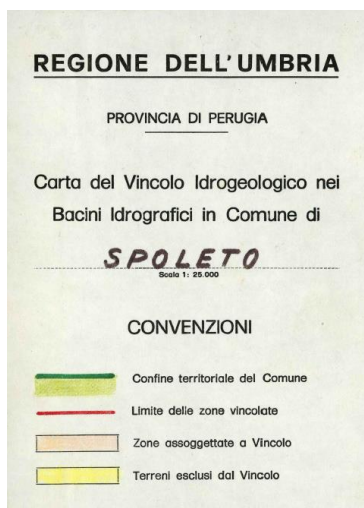 REGIONE DELL'UMBRIA
PROVINCIA DI PERUGIA
Carta del Vincolo Idrogeologico nei
Bacini Idrografici in Comune di
SPOLETO
Scala 1: 25.000
CONVENZIONI
Confine territoriale del Comune
Limite delle zone vincolate
Zone assoggettate a Vincolo
Terreni esclusi dal Vincolo